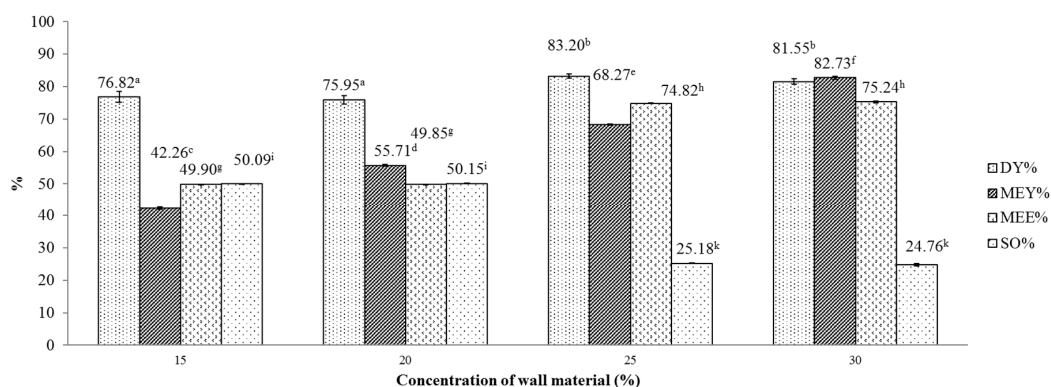 100
90
80
70
60
50
40
30
20
10
0
%
76.82ᵃ
42.26ᶜ
49.90ᵍ
50.09ⁱ
75.95ᵃ
55.71ᵈ
49.85ᵍ
50.15ⁱ
83.20ᵇ
68.27ᵉ
74.82ʰ
25.18ᵏ
81.55ᵇ
82.73ᶠ
75.24ʰ
24.76ᵏ
15 20 25 30
Concentration of wall material (%)
DY%
MEY%
MEE%
SO%